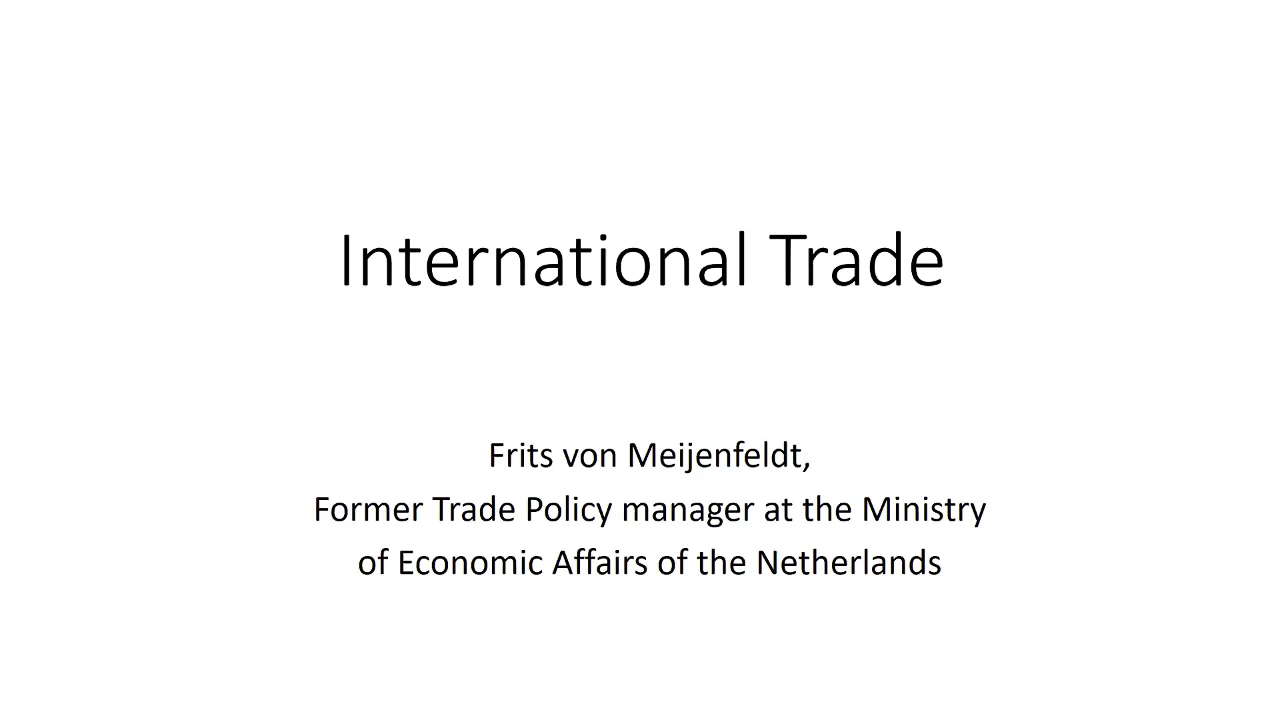 International Trade
Frits von Meijenfeldt,
Former Trade Policy manager at the Ministry
of Economic Affairs of the Netherlands